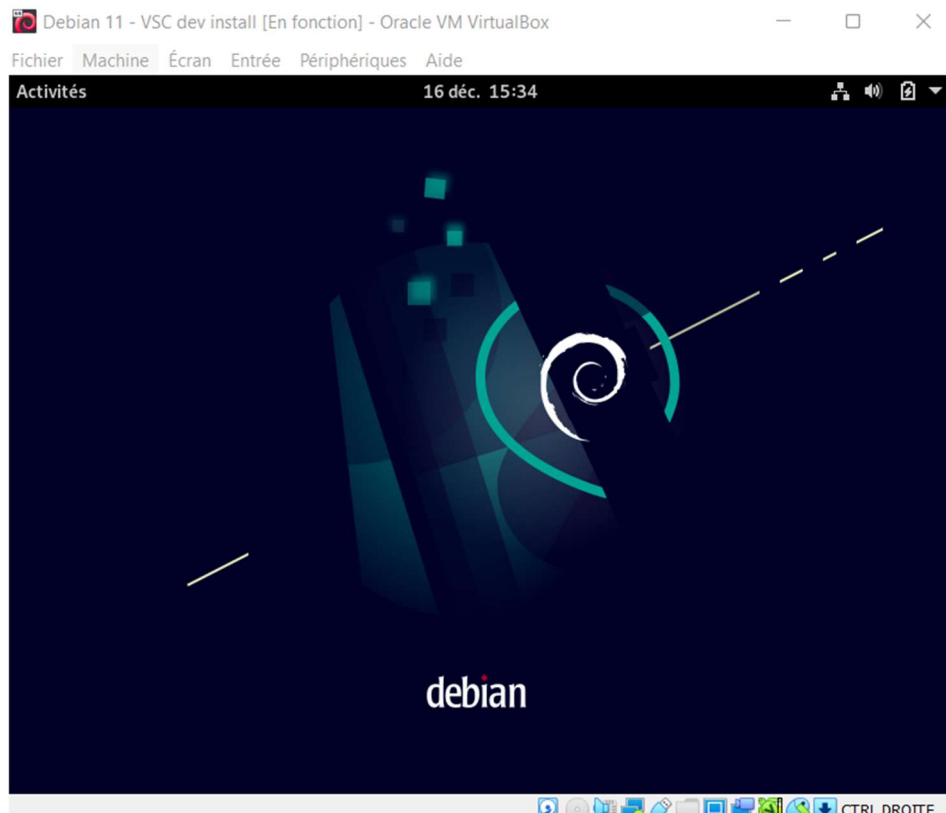 Debian 11 - VSC dev install [En fonction] - Oracle VM VirtualBox
Fichier Machine Écran Entrée Périphériques Aide
Activités 16 déc. 15:34
debian
CTRL DROITE